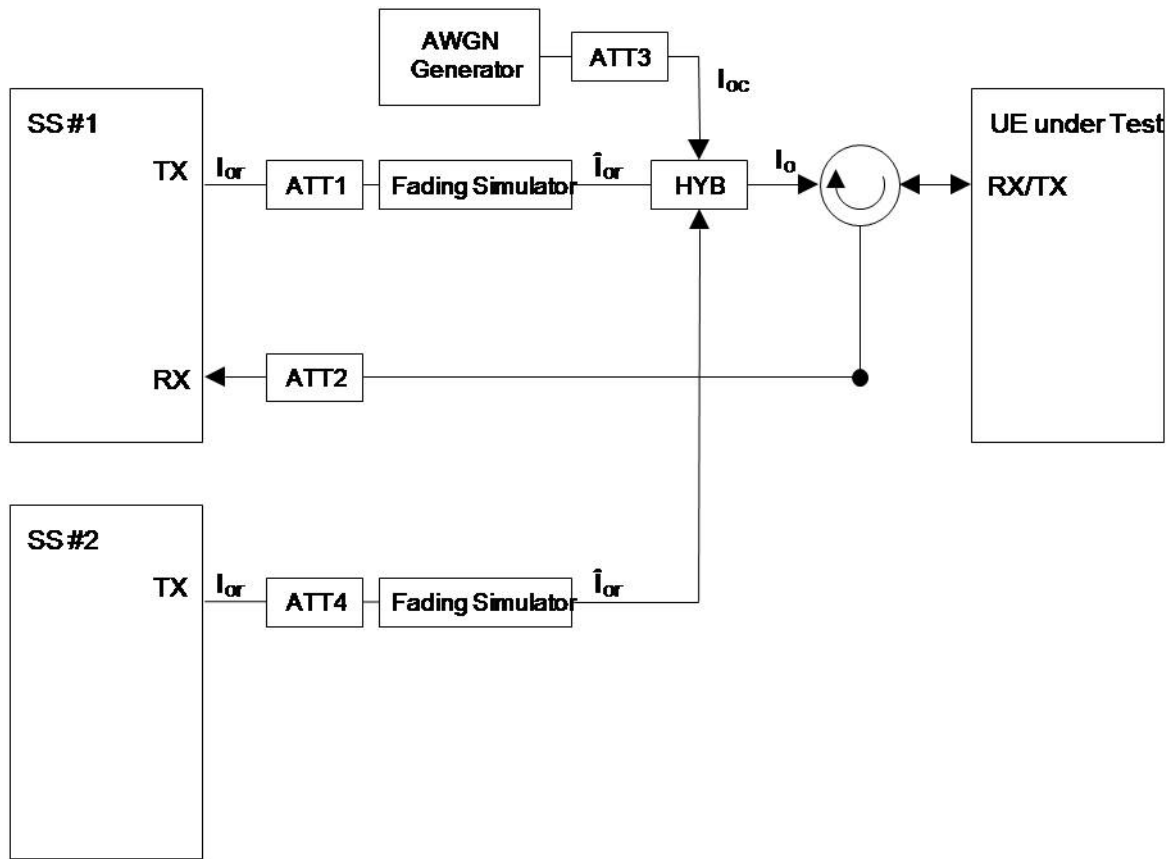 AWGN
Generator
ATT3
Ioc
SS #1
UE under Test
TX
Ior
ATT1
Fading Simulator
Îor
HYB
Io
RX/TX
RX
ATT2
SS #2
TX
Ior
ATT4
Fading Simulator
Îor